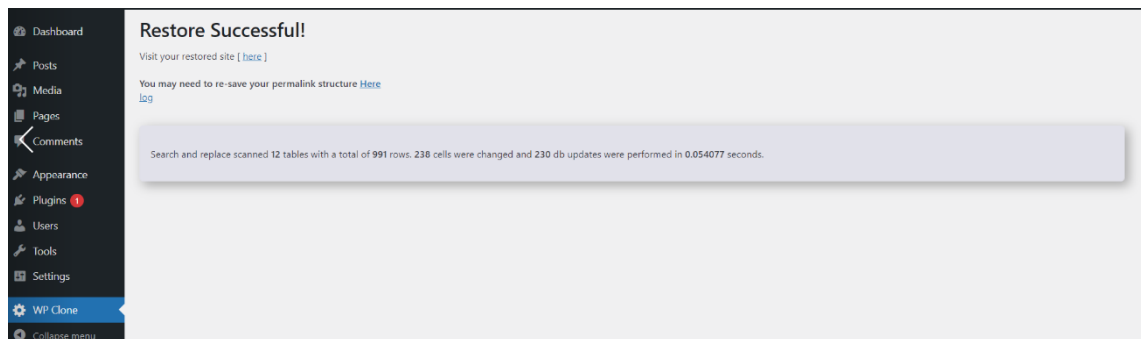 Dashboard
Posts
Media
Pages
Comments
Appearance
Plugins 1
Users
Tools
Settings
WP Clone
Collapse menu
Restore Successful!
Visit your restored site [ here ]
You may need to re-save your permalink structure Here
log
Search and replace scanned 12 tables with a total of 991 rows. 238 cells were changed and 230 db updates were performed in 0.054077 seconds.